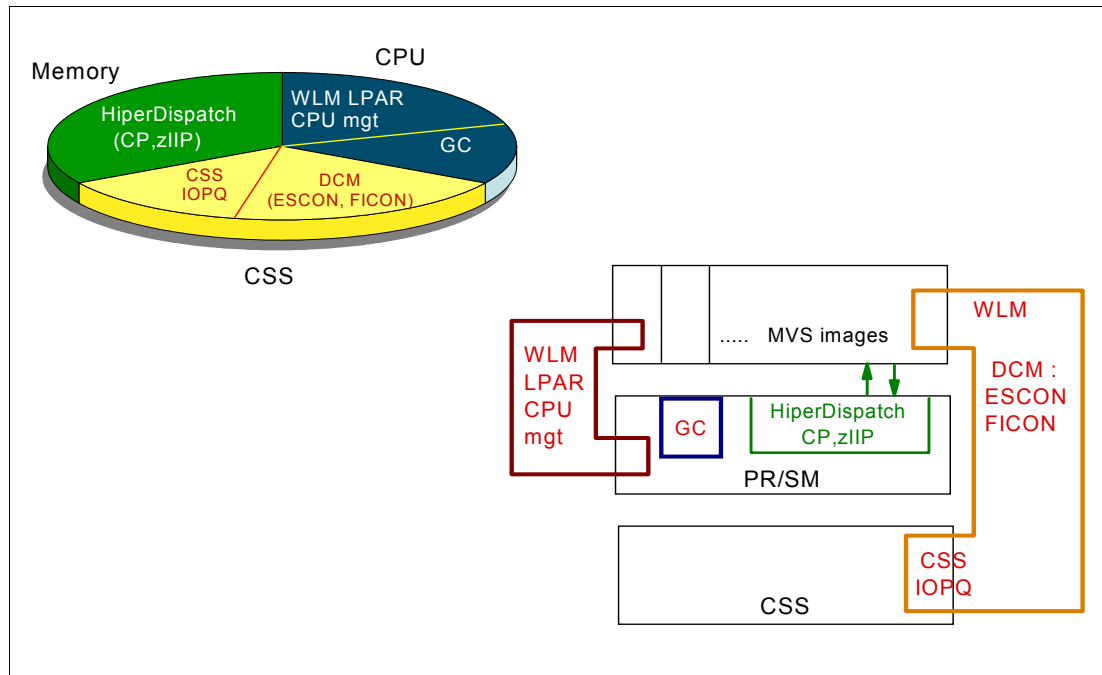 CPU
Memory
WLM LPAR
CPU mgt
HiperDispatch
(CP,zIIP)
GC
CSS
IOPQ
DCM
(ESCON, FICON)
CSS
WLM
..... MVS images
WLM
LPAR
CPU
mgt
DCM :
ESCON
FICON
GC
HiperDispatch
CP,zIIP
PR/SM
CSS
IOPQ
CSS